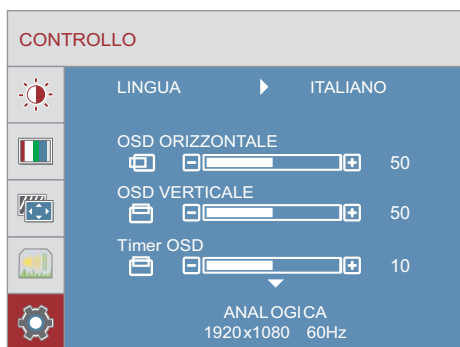 CONTROLLO
LINGUA ITALIANO
OSD ORIZZONTALE
50
OSD VERTICALE
50
Timer OSD
10
ANALOGICA
1920x1080 60Hz